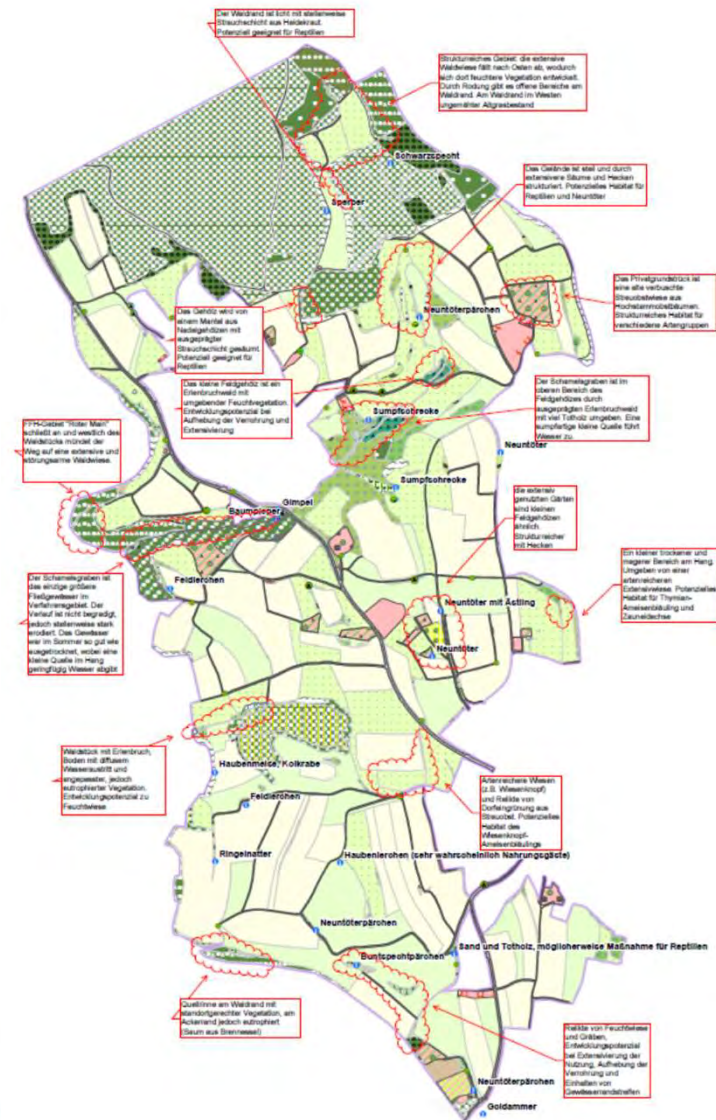 Der Waldrand ist licht mit stellenweise
Strauchschicht aus Heidekraut.
Potenziell geeignet für Reptilien
Strukturreiches Gebiet: die extensive
Waldwiese fällt nach Osten ab, wodurch
sich dort feuchtere Vegetation entwickelt.
Durch Rodung gibt es offene Bereiche am
Waldrand. Am Waldrand im Westen
ungemähter Altgrasbestand
Schwarzspecht
Das Gelände ist steil und durch
extensivere Säume und Hecken
strukturiert. Potenzielles Habitat für
Reptilien und Neuntöter
Sperber
Das Privatgrundstück ist
eine alte verbuschte
Streuobstwiese aus
Hochstammobstbäumen.
Strukturreiches Habitat für
verschiedene Artengruppen
Das Gehölz wird von
einem Mantel aus
Nadelgehölzen mit
ausgeprägter
Strauchschicht gesäumt.
Potenziell geeignet für
Reptilien
Neuntöterpärchen
Das kleine Feldgehölz ist ein
Erlenbruchwald mit
umgebender Feuchtvegetation.
Entwicklungspotenzial bei
Aufhebung der Verrohrung und
Extensivierung
Der Schamelsgraben ist im
oberen Bereich des
Feldgehölzes durch
ausgeprägten Erlenbruchwald
mit viel Totholz umgeben. Eine
sumpfartige kleine Quelle führt
Wasser zu.
Sumpfschrecke
FFH-Gebiet "Roter Main"
schließt an und westlich des
Waldstücks mündet der
Weg auf eine extensive und
störungsarme Waldwiese.
Neuntöter
Sumpfschrecke
Gimpel
Baumpieper
die extensiv
genutzten Gärten
sind kleinen
Feldgehölzen
ähnlich.
Strukturreicher
mit Hecken
Ein kleiner trockener und
magerer Bereich am Hang.
Umgeben von einer
artenreicheren
Extensivwiese. Potenzielles
Habitat für Thymian-
Ameisenbläuling und
Zauneidechse
Der Schamelsgraben ist
das einzige größere
Fließgewässer im
Verfahrensgebiet. Der
Verlauf ist nicht begradigt,
jedoch stellenweise stark
erodiert. Das Gewässer
war im Sommer so gut wie
ausgetrocknet, wobei eine
kleine Quelle im Hang
geringfügig Wasser abgibt
Feldlerchen
Neuntöter mit Ästling
Neuntöter
Waldstück mit Erlenbruch,
Boden mit diffusem
Wasseraustritt und
angepasster, jedoch
eutrophierter Vegetation.
Entwicklungspotenzial zu
Feuchtwiese
Haubenmeise, Kolkrabe
Feldlerchen
Artenreichere Wiesen
(z.B. Wiesenknopf)
und Relikte von
Dorfeingrünung aus
Streuobst. Potenzielles
Habitat des
Wiesenknopf-
Ameisenbläulings
Ringelnatter
Haubenlerchen (sehr wahrscheinlich Nahrungsgäste)
Neuntöterpärchen
Buntspechtpärchen
Sand und Totholz, möglicherweise Maßnahme für Reptilien
Quellrinne am Waldrand mit
standortgerechter Vegetation, am
Ackerrand jedoch eutrophiert
(Saum aus Brennessel)
Relikte von Feuchtwiese
und Gräben,
Entwicklungspotenzial
bei Extensivierung der
Nutzung, Aufhebung der
Verrohrung und
Einhalten von
Gewässerrandstreifen
Neuntöterpärchen
Goldammer